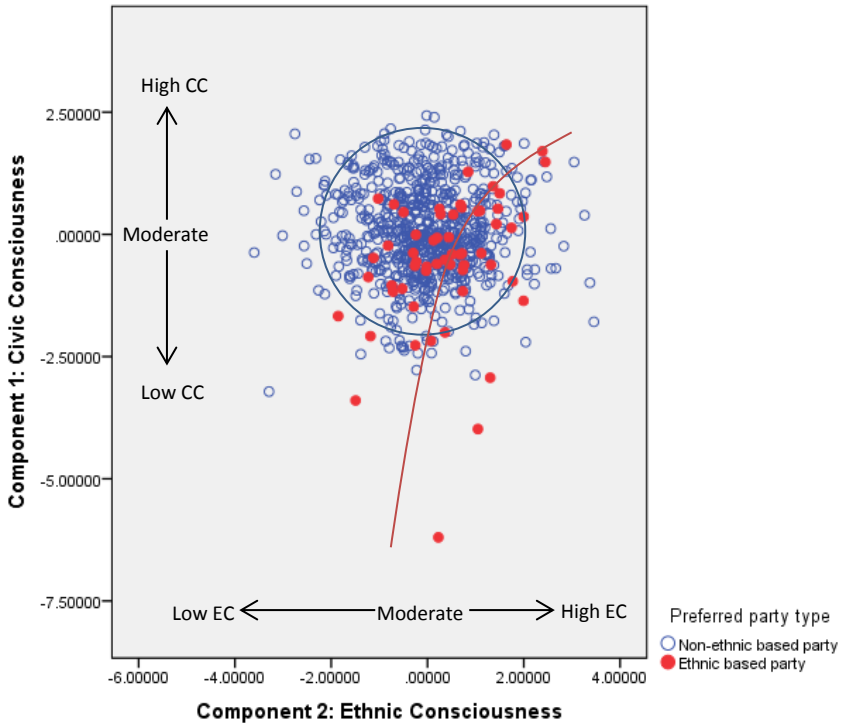 High CC
2.50000
.00000
Moderate
-2.50000
Low CC
-5.00000
-7.50000
Component 1: Civic Consciousness
Low EC
Moderate
High EC
-6.00000
-4.00000
-2.00000
.00000
2.00000
4.00000
Component 2: Ethnic Consciousness
Preferred party type
Non-ethnic based party
Ethnic based party